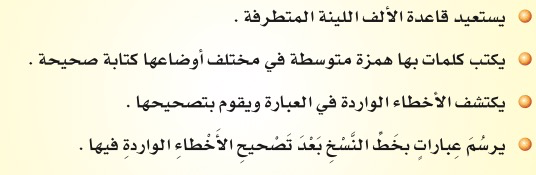 يستعيد قاعدة الألف اللينة المتطرفة .
يكتب كلمات بها همزة متوسطة في مختلف أوضاعها كتابة صحيحة .
يكتشف الأخطاء الواردة في العبارة ويقوم بتصحيحها .
يرسُمَ عِباراتٍ بخَطِّ النَّسْخِ بَعْدَ تَصْحيحِ الأَخْطاءِ الواردةِ فيها .